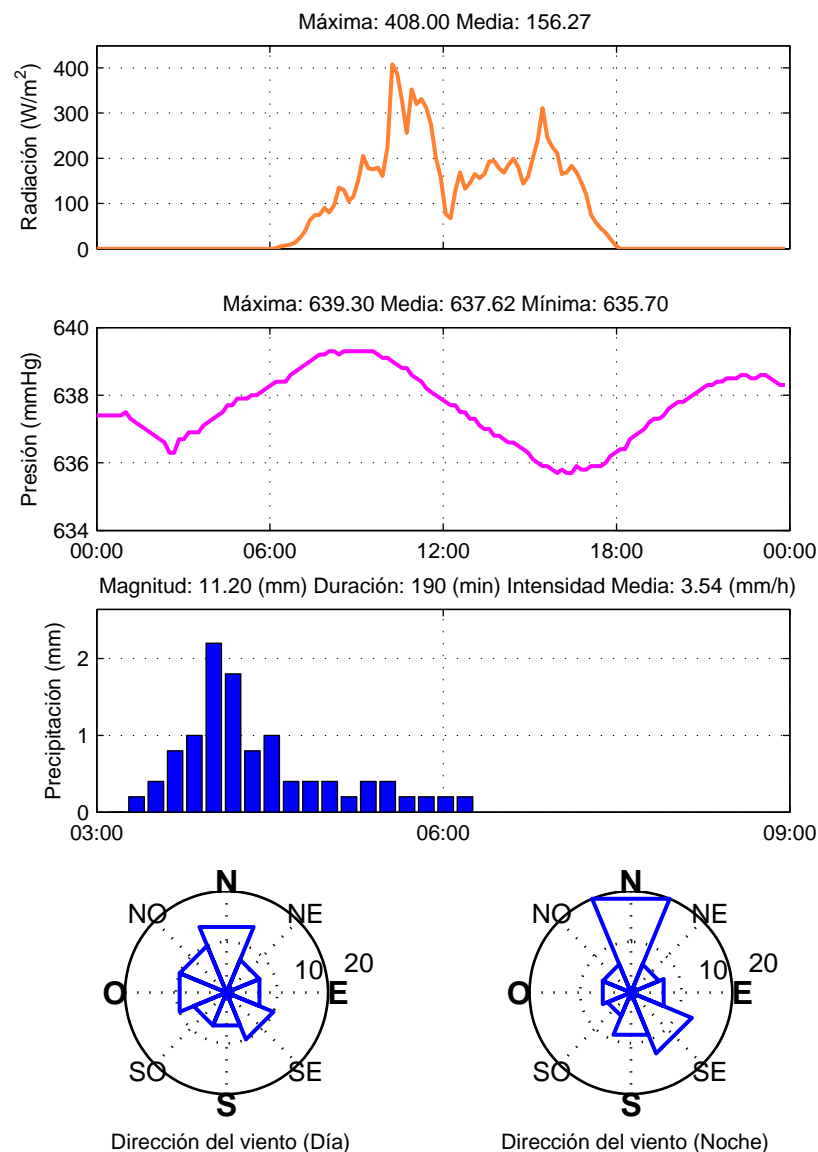 Máxima: 408.00 Media: 156.27
Radiación (W/m²)
400
300
200
100
0
Máxima: 639.30 Media: 637.62 Mínima: 635.70
Presión (mmHg)
640
638
636
634
00:00 06:00 12:00 18:00 00:00
Magnitud: 11.20 (mm) Duración: 190 (min) Intensidad Media: 3.54 (mm/h)
Precipitación (mm)
2
1
0
03:00 06:00 09:00
N
NO NE
10 20
O E
SO SE
S
Dirección del viento (Día)
N
NO NE
10 20
O E
SO SE
S
Dirección del viento (Noche)